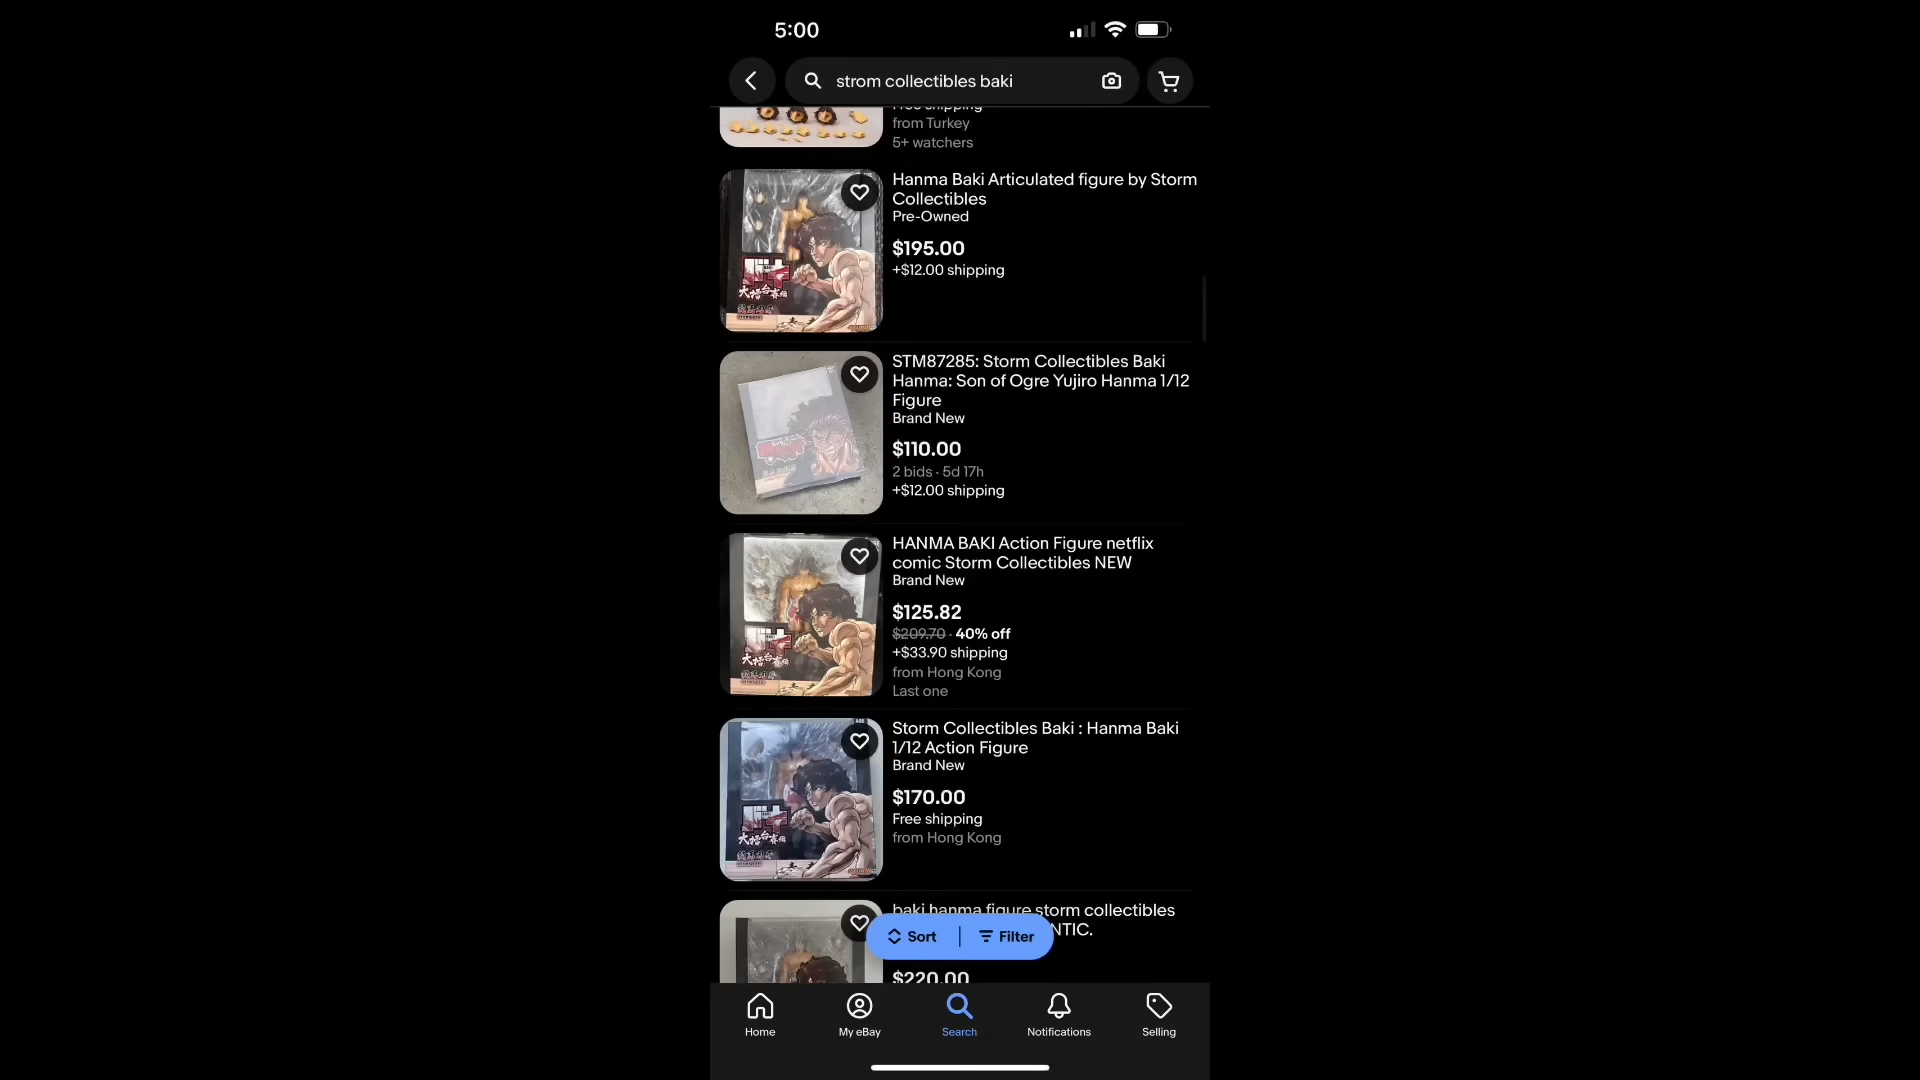 5:00
strom collectibles baki
Free shipping
from Turkey
5+ watchers
Hanma Baki Articulated figure by Storm
Collectibles
Pre-Owned
$195.00
+$12.00 shipping
STM87285: Storm Collectibles Baki
Hanma: Son of Ogre Yujiro Hanma 1/12
Figure
Brand New
$110.00
2 bids · 5d 17h
+$12.00 shipping
HANMA BAKI Action Figure netflix
comic Storm Collectibles NEW
Brand New
$125.82
$209.70 · 40% off
+$33.90 shipping
from Hong Kong
Last one
Storm Collectibles Baki : Hanma Baki
1/12 Action Figure
Brand New
$170.00
Free shipping
from Hong Kong
baki hanma figure storm collectibles
NTIC.
$220.00
Sort
Filter
Home
My eBay
Search
Notifications
Selling